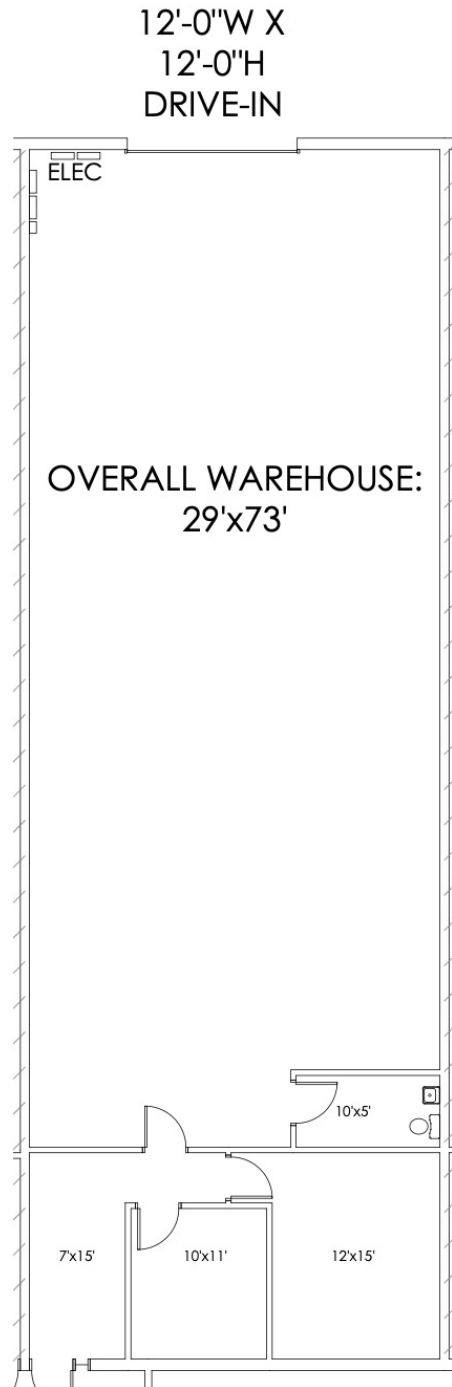 12'-0"W X
12'-0"H
DRIVE-IN
ELEC
OVERALL WAREHOUSE:
29'x73'
10'x5'
7'x15'
10'x11'
12'x15'